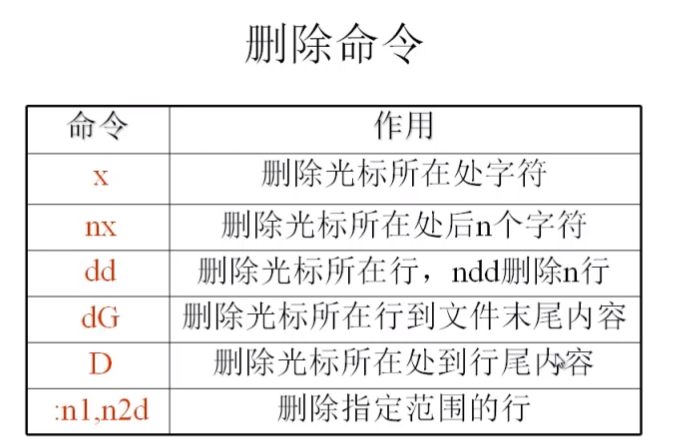 删除命令
命令 作用
x 删除光标所在处字符
nx 删除光标所在处后n个字符
dd 删除光标所在行，ndd删除n行
dG 删除光标所在行到文件末尾内容
D 删除光标所在处到行尾内容
:n1,n2d 删除指定范围的行